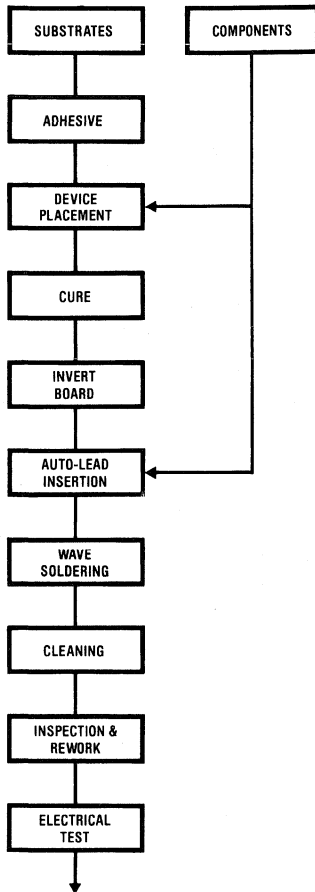 SUBSTRATES
COMPONENTS
ADHESIVE
DEVICE
PLACEMENT
CURE
INVERT
BOARD
AUTO-LEAD
INSERTION
WAVE
SOLDERING
CLEANING
INSPECTION &
REWORK
ELECTRICAL
TEST